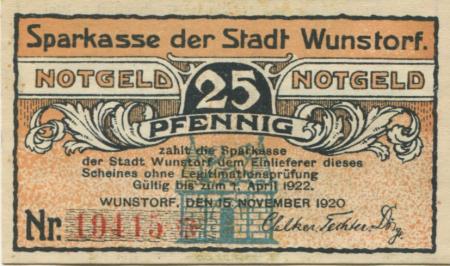 Sparkasse der Stadt Wunstorf.
NOTGELD 25 NOTGELD
PFENNIG
zahlt die Sparkasse
der Stadt Wunstorf dem Einlieferer dieses
Scheines ohne Legitimationsprüfung
Gültig bis zum 1. April 1922.
WUNSTORF, DEN 15. NOVEMBER 1920
Nr. 19415